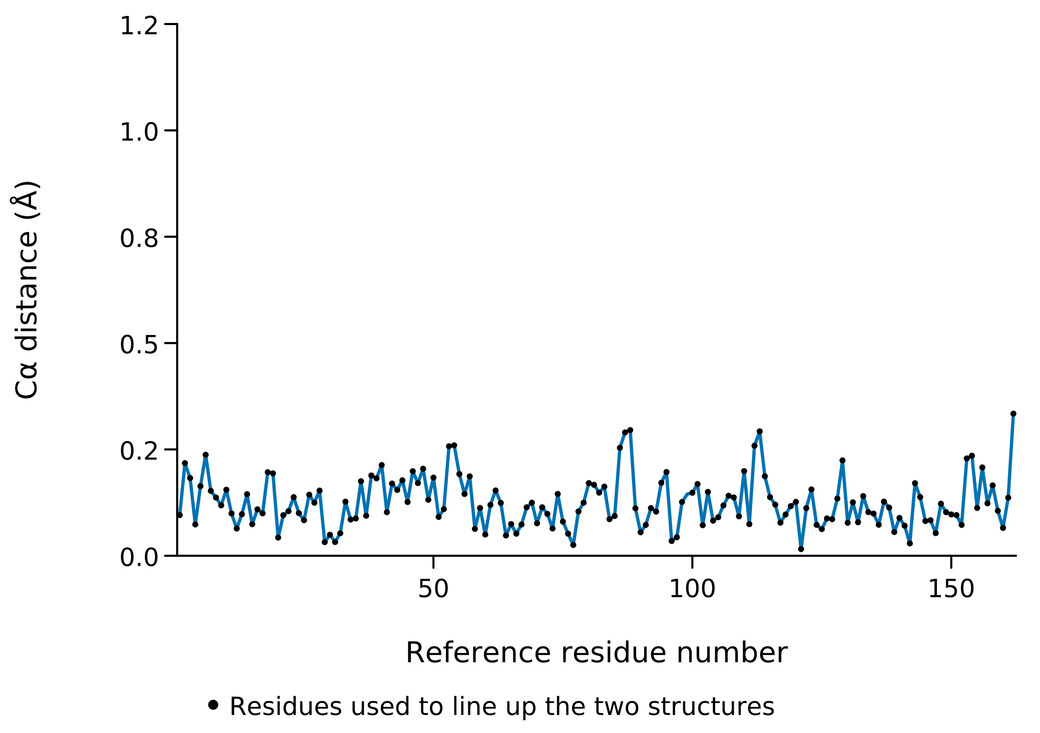 1.2
1.0
0.8
0.5
0.2
0.0
Cα distance (Å)
50 100 150
Reference residue number
Residues used to line up the two structures